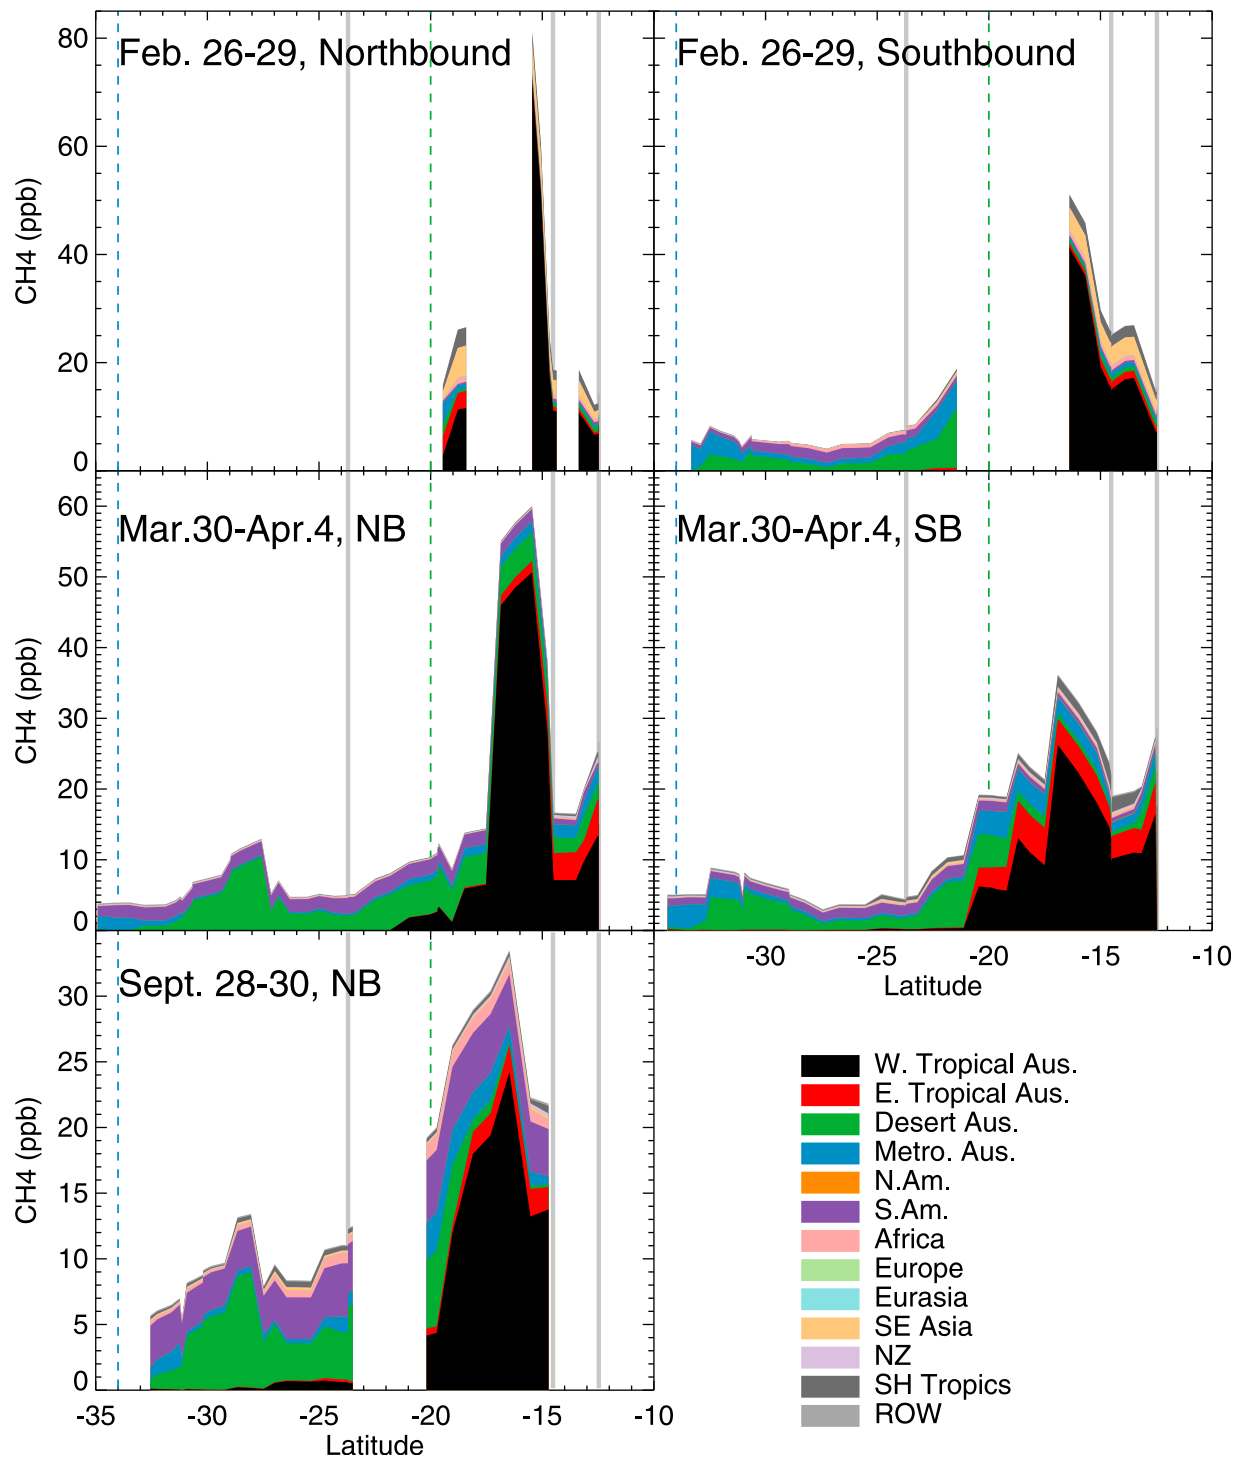 Feb. 26-29, Northbound
Feb. 26-29, Southbound
80
60
40
20
0
CH4 (ppb)
Mar.30-Apr.4, NB
Mar.30-Apr.4, SB
60
50
40
30
20
10
0
CH4 (ppb)
-30
-25
-20
-15
-10
Latitude
Sept. 28-30, NB
30
25
20
15
10
5
0
CH4 (ppb)
-35
-30
-25
-20
-15
-10
Latitude
W. Tropical Aus.
E. Tropical Aus.
Desert Aus.
Metro. Aus.
N.Am.
S.Am.
Africa
Europe
Eurasia
SE Asia
NZ
SH Tropics
ROW